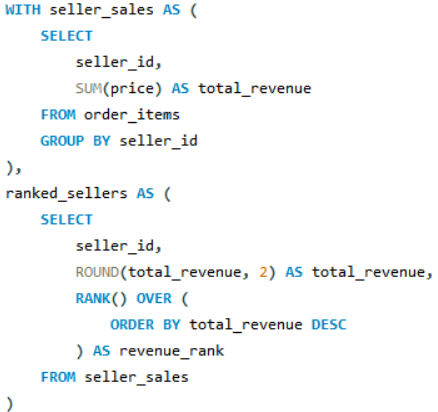 WITH seller_sales AS (
    SELECT
        seller_id,
        SUM(price) AS total_revenue
    FROM order_items
    GROUP BY seller_id
),
ranked_sellers AS (
    SELECT
        seller_id,
        ROUND(total_revenue, 2) AS total_revenue,
        RANK() OVER (
            ORDER BY total_revenue DESC
        ) AS revenue_rank
    FROM seller_sales
)